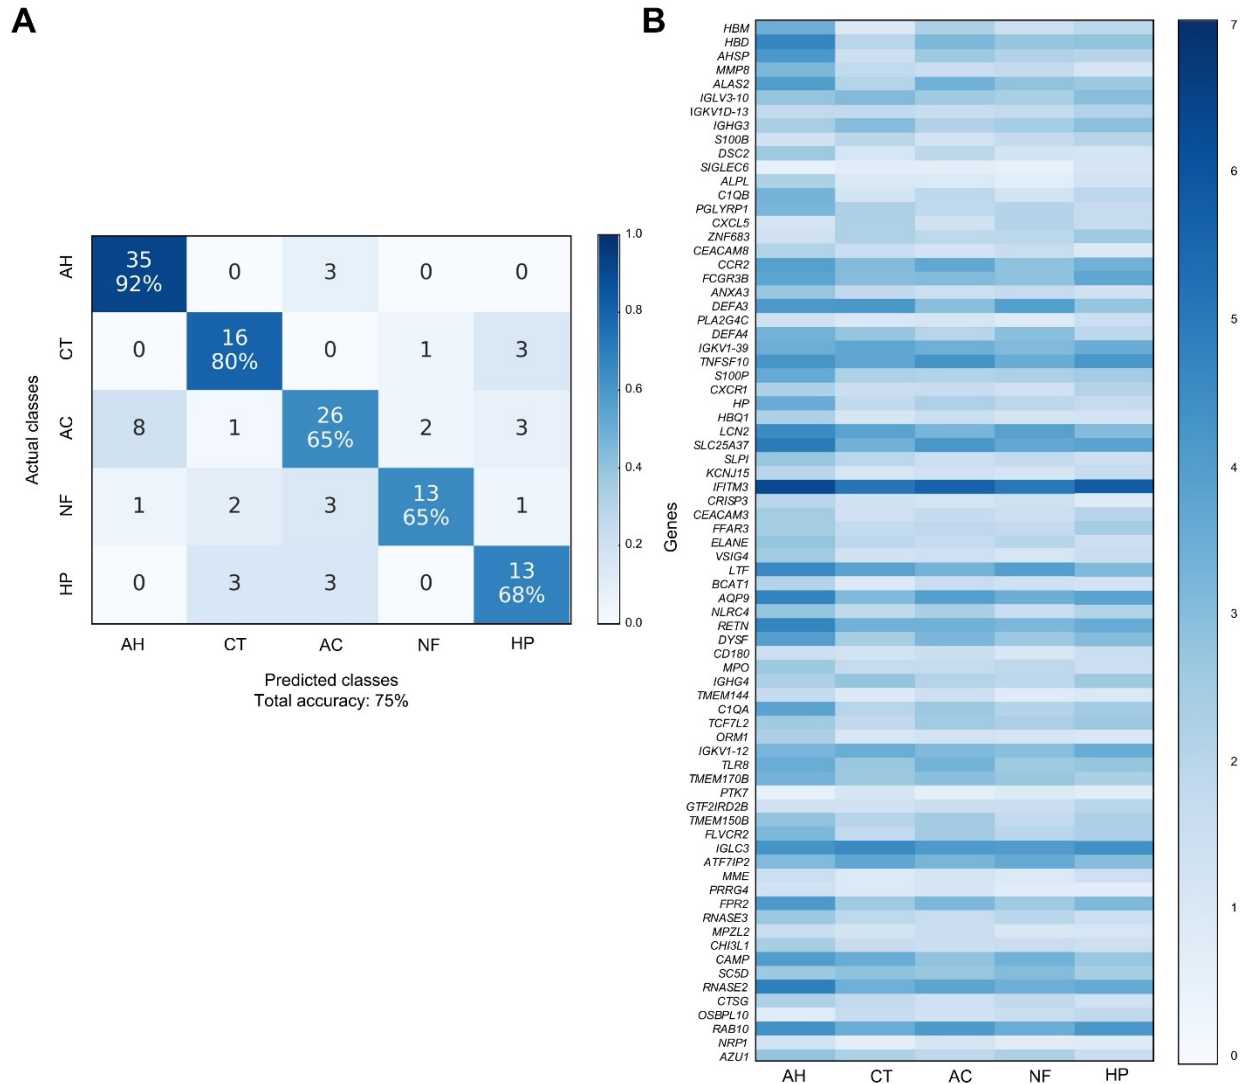 A
AH
CT
AC
NF
HP
Actual classes
35
92%
0
3
0
0
0
16
80%
0
1
3
8
1
26
65%
2
3
1
2
3
13
65%
1
0
3
3
0
13
68%
AH CT AC NF HP
Predicted classes
Total accuracy: 75%
1.0
0.8
0.6
0.4
0.2
0.0
B
Genes
HBM
HBD
AHSP
MMP8
ALAS2
IGLV3-10
IGKV1D-13
IGHG3
S100B
DSC2
SIGLEC6
ALPL
C1QB
PGLYRP1
CXCL5
ZNF683
CEACAM8
CCR2
FCGR3B
ANXA3
DEFA3
PLA2G4C
DEFA4
IGKV1-39
TNFSF10
S100P
CXCR1
HP
HBQ1
LCN2
SLC25A37
SLPI
KCNJ15
IFITM3
CRISP3
CEACAM3
FFAR3
ELANE
VSIG4
LTF
BCAT1
AQP9
NLRC4
RETN
DYSF
CD180
MPO
IGHG4
TMEM144
C1QA
TCF7L2
ORM1
IGKV1-12
TLR8
TMEM170B
PTK7
GTF2IRD2B
TMEM150B
FLVCR2
IGLC3
ATF7IP2
MME
PRRG4
FPR2
RNASE3
MPZL2
CHI3L1
CAMP
SC5D
RNASE2
CTSG
OSBPL10
RAB10
NRP1
AZU1
AH CT AC NF HP
7
6
5
4
3
2
1
0